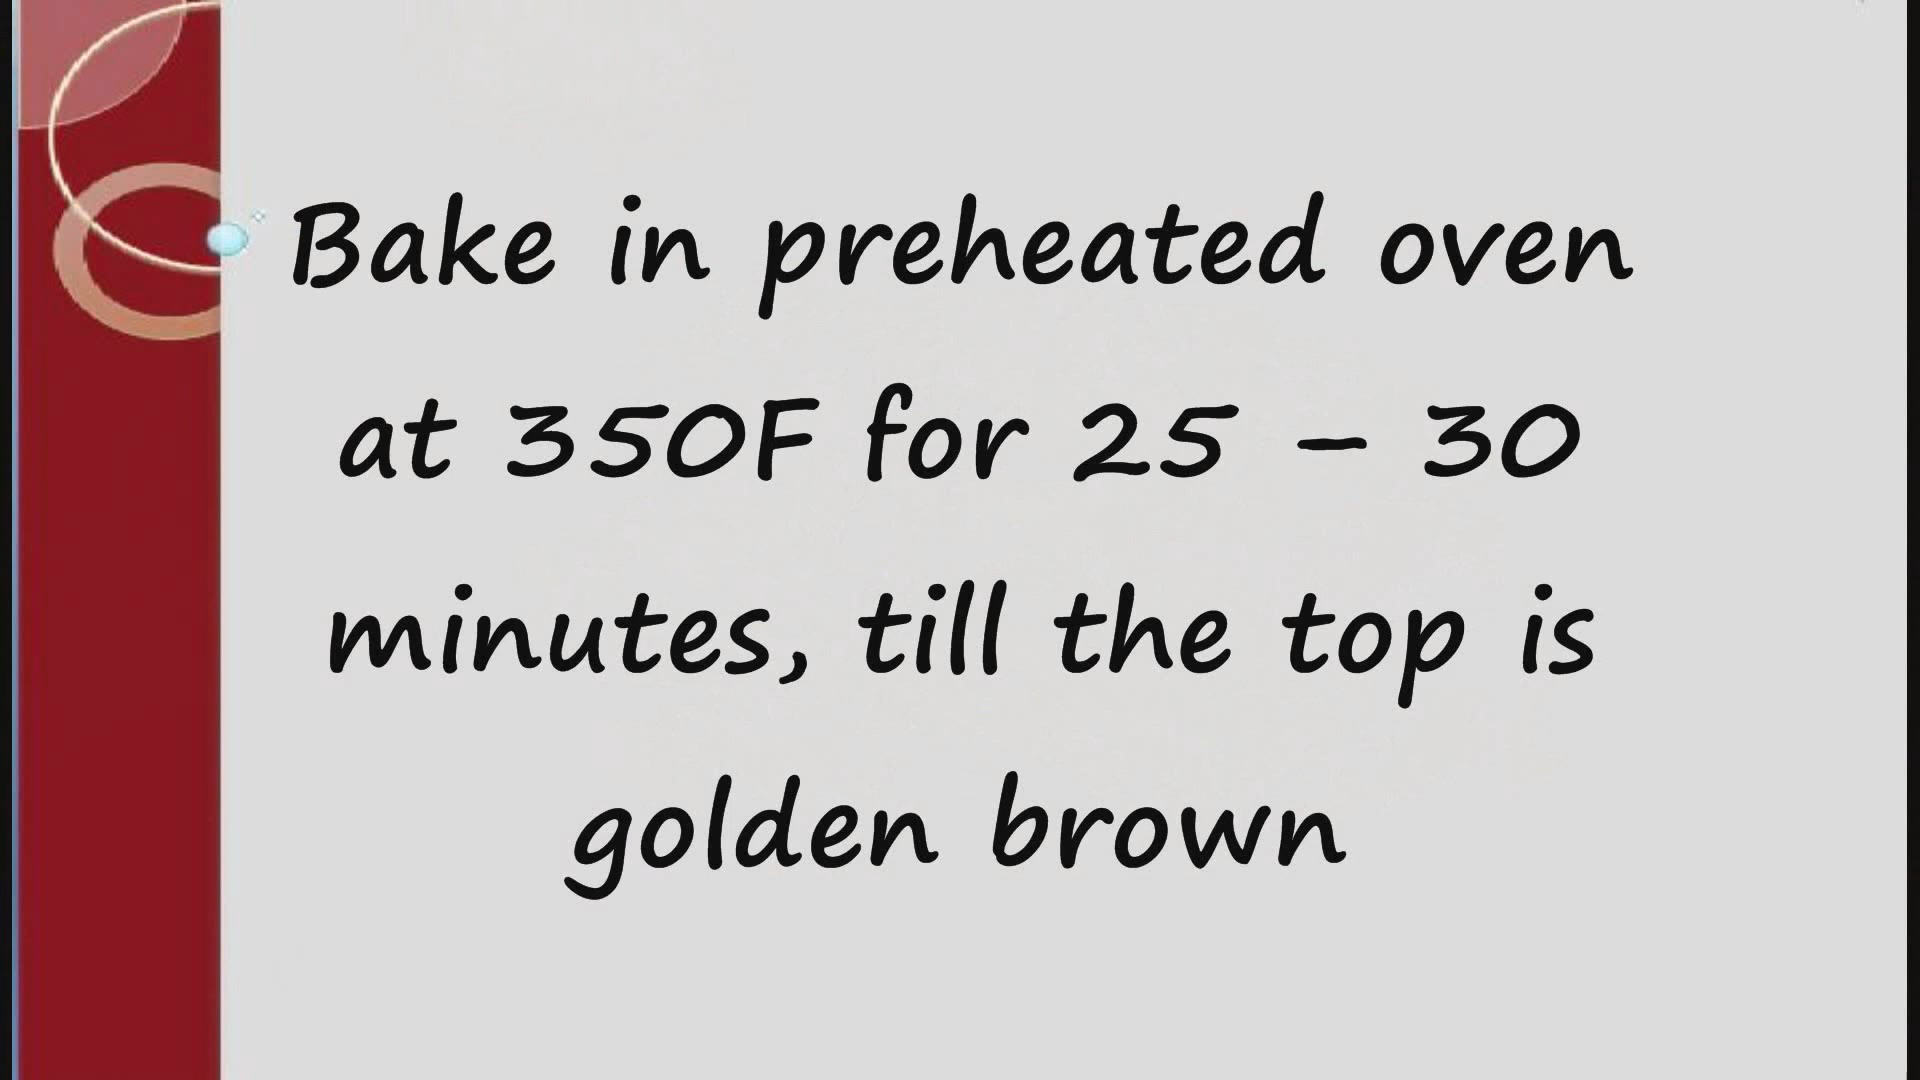 Bake in preheated oven
at 350F for 25 – 30
minutes, till the top is
golden brown